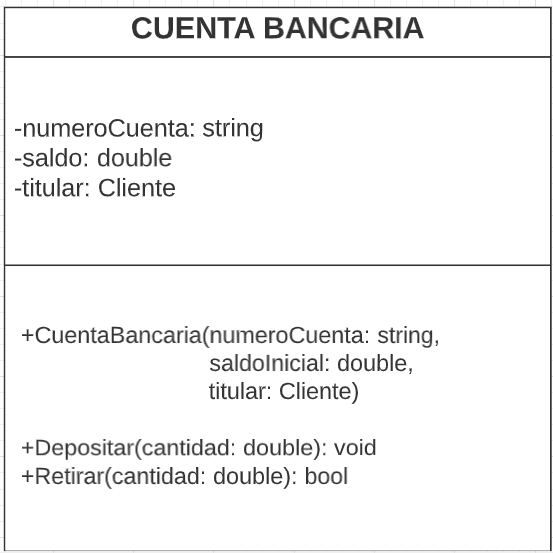 CUENTA BANCARIA
-numeroCuenta: string
-saldo: double
-titular: Cliente
+CuentaBancaria(numeroCuenta: string,
saldoInicial: double,
titular: Cliente)
+Depositar(cantidad: double): void
+Retirar(cantidad: double): bool